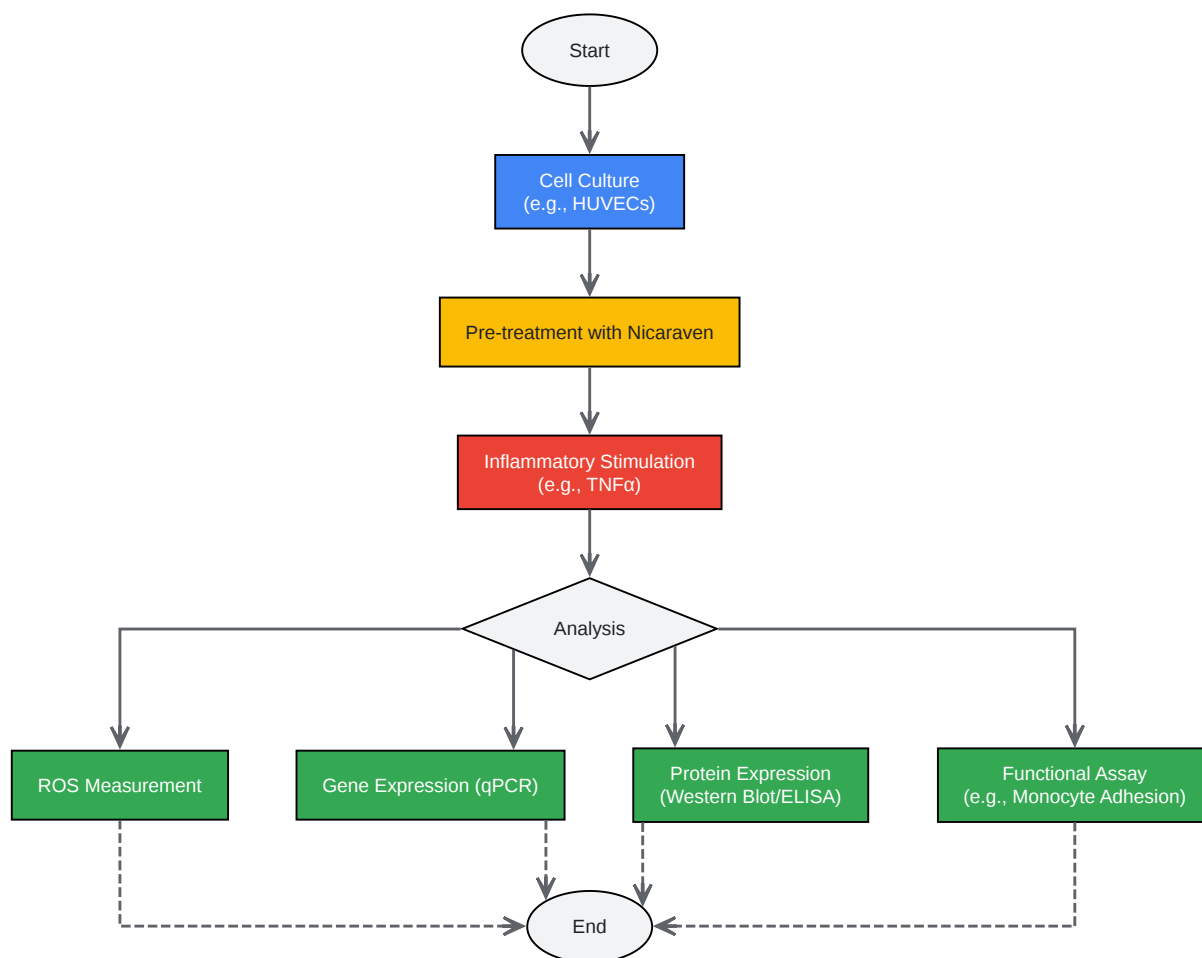 Start
Cell Culture
(e.g., HUVECs)
Pre-treatment with Nicaraven
Inflammatory Stimulation
(e.g., TNFα)
Analysis
ROS Measurement
Gene Expression (qPCR)
Protein Expression
(Western Blot/ELISA)
Functional Assay
(e.g., Monocyte Adhesion)
End